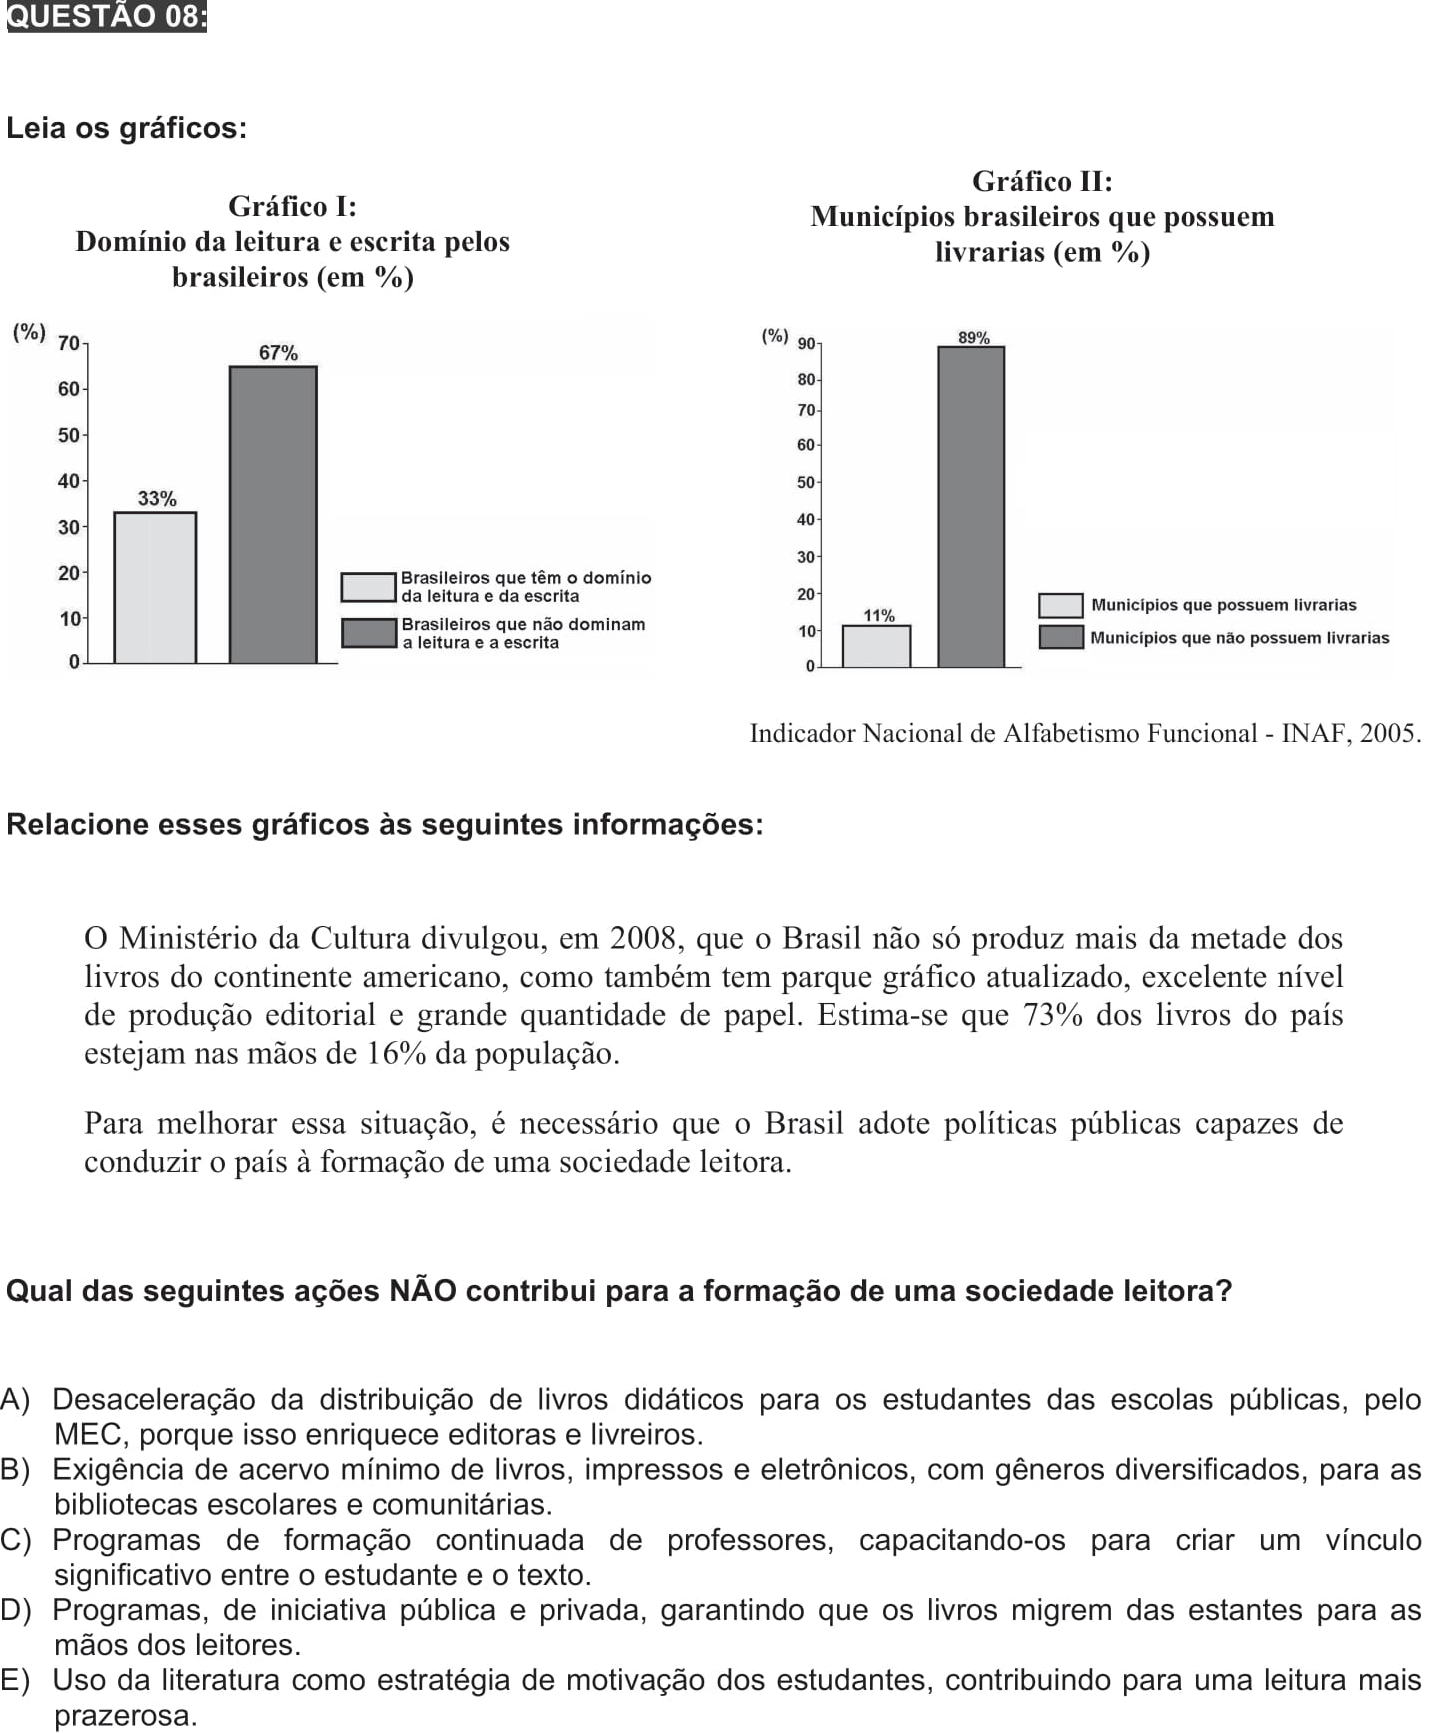 QUESTÃO 08:
Leia os gráficos:
Gráfico I:
Domínio da leitura e escrita pelos
brasileiros (em %)
(%)
70
60
50
40
30
20
10
0
33%
67%
Brasileiros que têm o domínio
da leitura e da escrita
Brasileiros que não dominam
a leitura e a escrita
Gráfico II:
Municípios brasileiros que possuem
livrarias (em %)
(%)
90
80
70
60
50
40
30
20
10
0
11%
89%
Municípios que possuem livrarias
Municípios que não possuem livrarias
Indicador Nacional de Alfabetismo Funcional - INAF, 2005.
Relacione esses gráficos às seguintes informações:
O Ministério da Cultura divulgou, em 2008, que o Brasil não só produz mais da metade dos
livros do continente americano, como também tem parque gráfico atualizado, excelente nível
de produção editorial e grande quantidade de papel. Estima-se que 73% dos livros do país
estejam nas mãos de 16% da população.
Para melhorar essa situação, é necessário que o Brasil adote políticas públicas capazes de
conduzir o país à formação de uma sociedade leitora.
Qual das seguintes ações NÃO contribui para a formação de uma sociedade leitora?
A) Desaceleração da distribuição de livros didáticos para os estudantes das escolas públicas, pelo
MEC, porque isso enriquece editoras e livreiros.
B) Exigência de acervo mínimo de livros, impressos e eletrônicos, com gêneros diversificados, para as
bibliotecas escolares e comunitárias.
C) Programas de formação continuada de professores, capacitando-os para criar um vínculo
significativo entre o estudante e o texto.
D) Programas, de iniciativa pública e privada, garantindo que os livros migrem das estantes para as
mãos dos leitores.
E) Uso da literatura como estratégia de motivação dos estudantes, contribuindo para uma leitura mais
prazerosa.